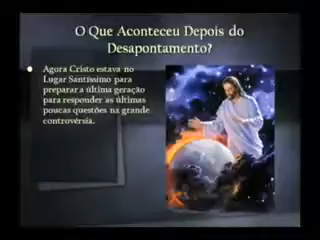 O Que Aconteceu Depois do
Desapontamento?
Agora Cristo estava no
Lugar Santíssimo para
preparar a última geração
para responder as últimas
poucas questões na grande
controvérsia.